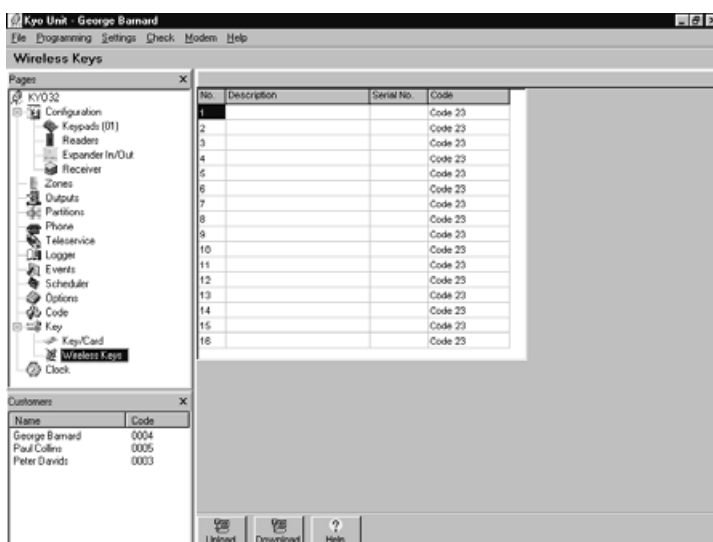 Kyo Unit - George Barnard
File Programming Settings Check Modem Help
Wireless Keys
Pages
KYO32
Configuration
Keypads (01)
Readers
Expander In/Out
Receiver
Zones
Outputs
Partitions
Phone
Teleservice
Logger
Events
Scheduler
Options
Code
Key
Key/Card
Wireless Keys
Clock
No. Description Serial No. Code
1 Code 23
2 Code 23
3 Code 23
4 Code 23
5 Code 23
6 Code 23
7 Code 23
8 Code 23
9 Code 23
10 Code 23
11 Code 23
12 Code 23
13 Code 23
14 Code 23
15 Code 23
16 Code 23
Customers
Name Code
George Barnard 0004
Paul Collins 0005
Peter Davids 0003
Upload Download Help